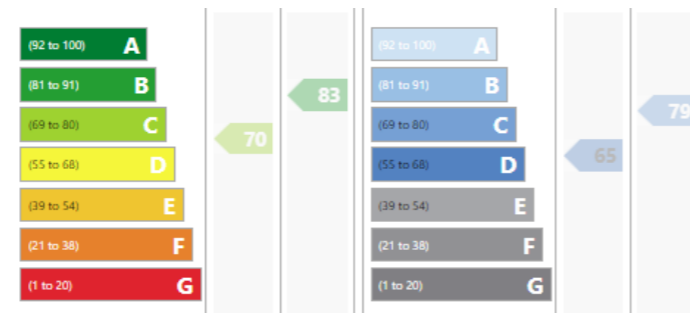 (92 to 100) A
(81 to 91) B
(69 to 80) C
(55 to 68) D
(39 to 54) E
(21 to 38) F
(1 to 20) G
70
83
(92 to 100) A
(81 to 91) B
(69 to 80) C
(55 to 68) D
(39 to 54) E
(21 to 38) F
(1 to 20) G
65
79